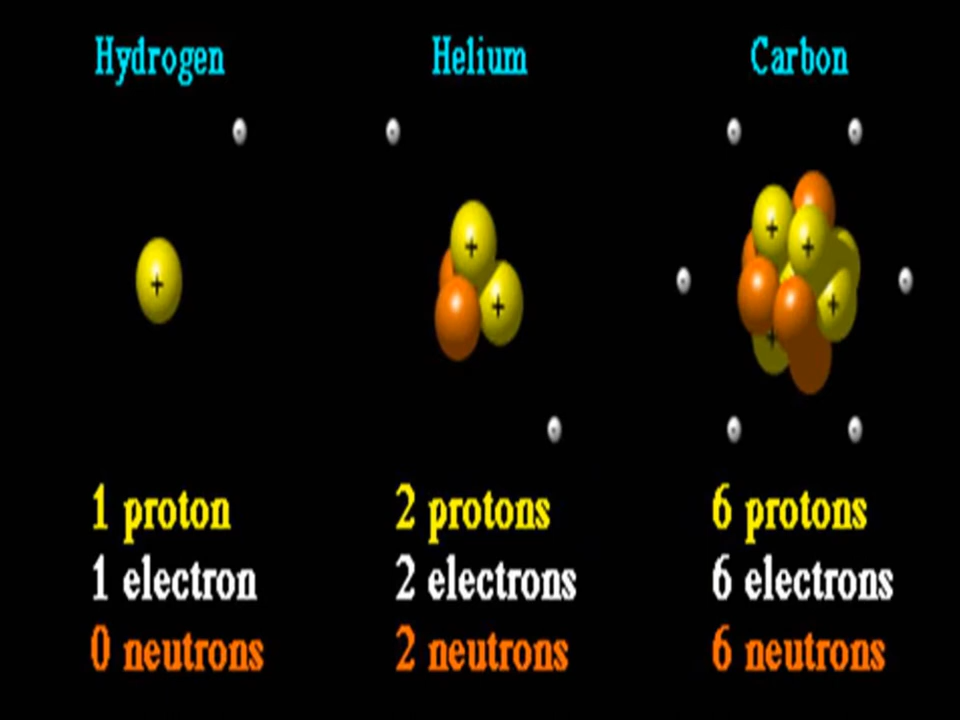 Hydrogen
Helium
Carbon
1 proton
1 electron
0 neutrons
2 protons
2 electrons
2 neutrons
6 protons
6 electrons
6 neutrons